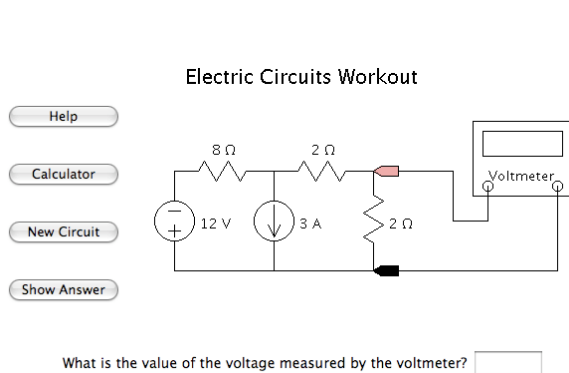 Electric Circuits Workout
Help
8 Ω
2 Ω
Calculator
Voltmeter
12 V
3 A
2 Ω
New Circuit
Show Answer
What is the value of the voltage measured by the voltmeter?